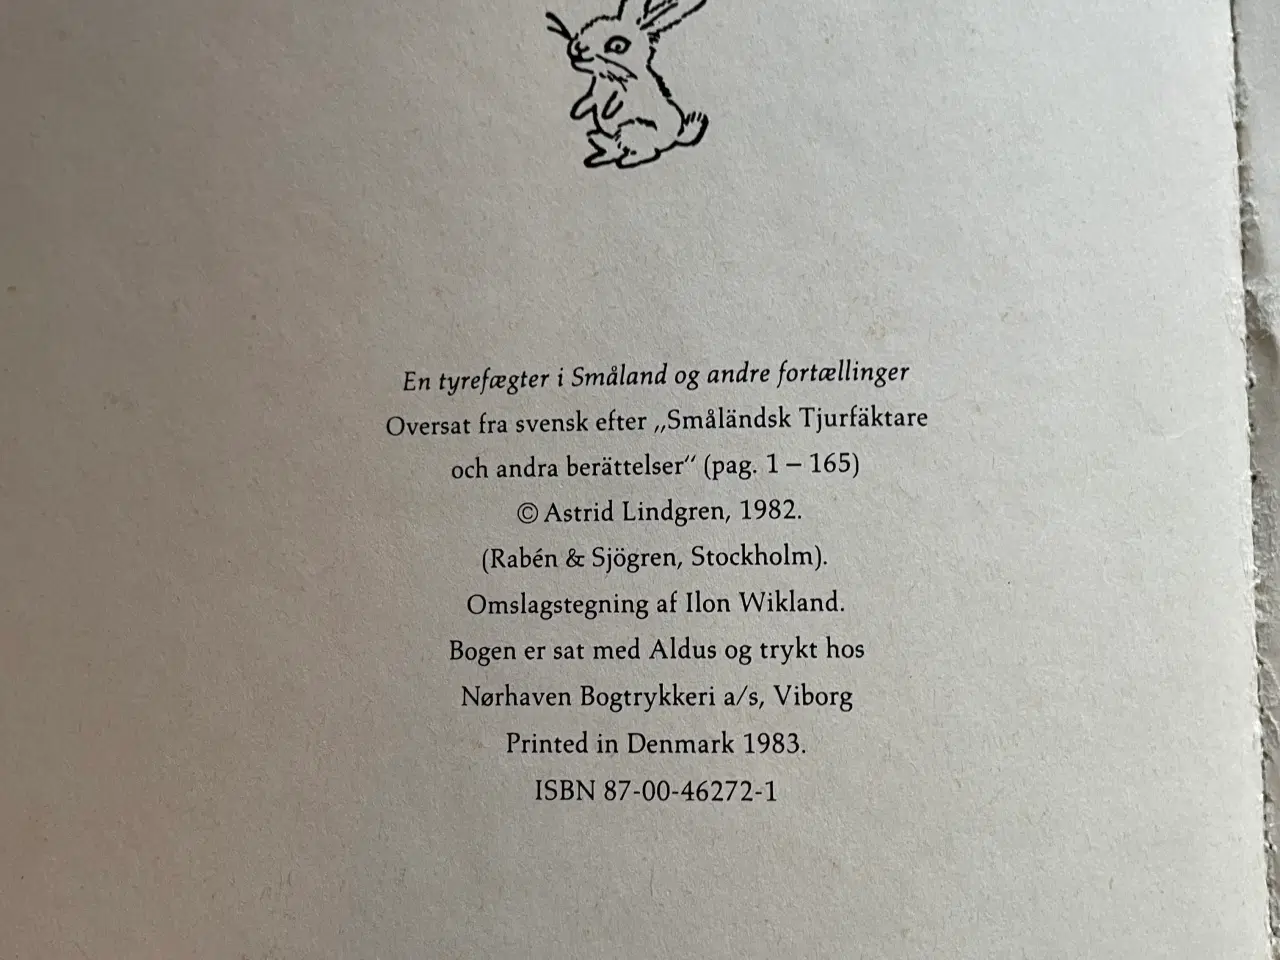 En tyrefægter i Småland og andre fortællinger
Oversat fra svensk efter „Småländsk Tjurfäktare
och andra berättelser“ (pag. 1 – 165)
© Astrid Lindgren, 1982.
(Rabén & Sjögren, Stockholm).
Omslagstegning af Ilon Wikland.
Bogen er sat med Aldus og trykt hos
Nørhaven Bogtrykkeri a/s, Viborg
Printed in Denmark 1983.
ISBN 87-00-46272-1